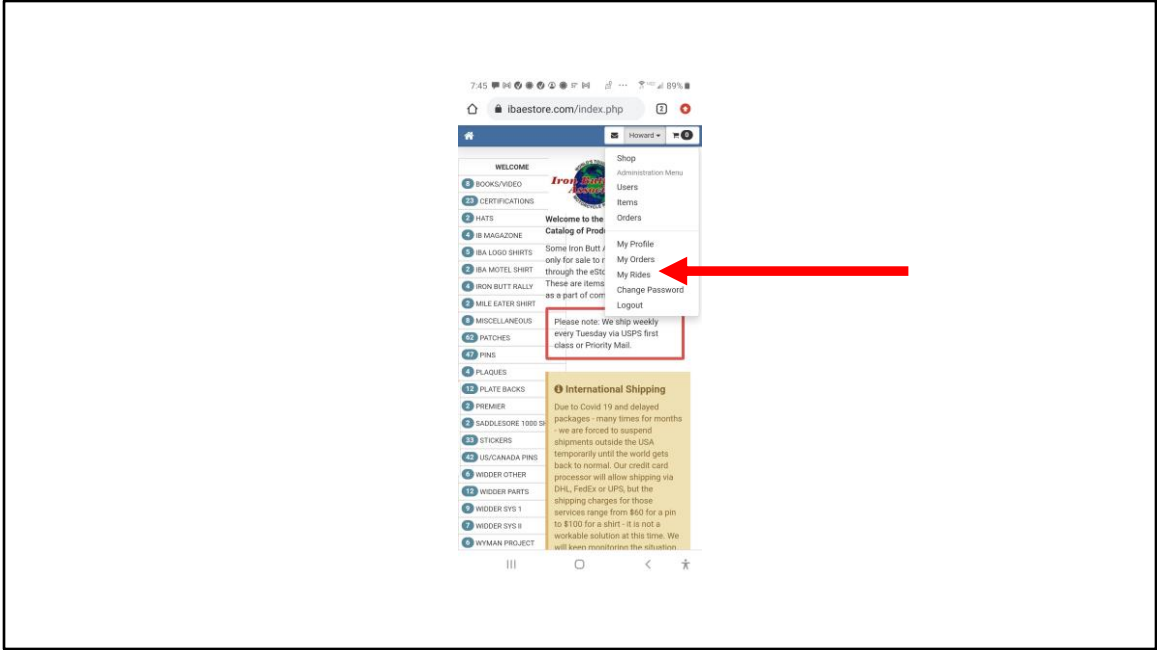 7:45
89%
ibaestore.com/index.php
2
Howard
0
Shop
Administration Menu
Users
Items
Orders
My Profile
My Orders
My Rides
Change Password
Logout
WELCOME
8 BOOKS/VIDEO
23 CERTIFICATIONS
2 HATS
4 IB MAGAZONE
5 IBA LOGO SHIRTS
2 IBA MOTEL SHIRT
4 IRON BUTT RALLY
2 MILE EATER SHIRT
8 MISCELLANEOUS
62 PATCHES
47 PINS
4 PLAQUES
12 PLATE BACKS
2 PREMIER
2 SADDLESORE 1000 SH
33 STICKERS
42 US/CANADA PINS
6 WIDDER OTHER
12 WIDDER PARTS
9 WIDDER SYS 1
7 WIDDER SYS II
6 WYMAN PROJECT
Iron Butt
Welcome to the
Catalog of Prod
Some Iron Butt A
only for sale to
through the eSto
These are items
as a part of com
Please note: We ship weekly
every Tuesday via USPS first
class or Priority Mail.
International Shipping
Due to Covid 19 and delayed
packages - many times for months
- we are forced to suspend
shipments outside the USA
temporarily until the world gets
back to normal. Our credit card
processor will allow shipping via
DHL, FedEx or UPS, but the
shipping charges for those
services range from $60 for a pin
to $100 for a shirt - it is not a
workable solution at this time. We
will keep monitoring the situation